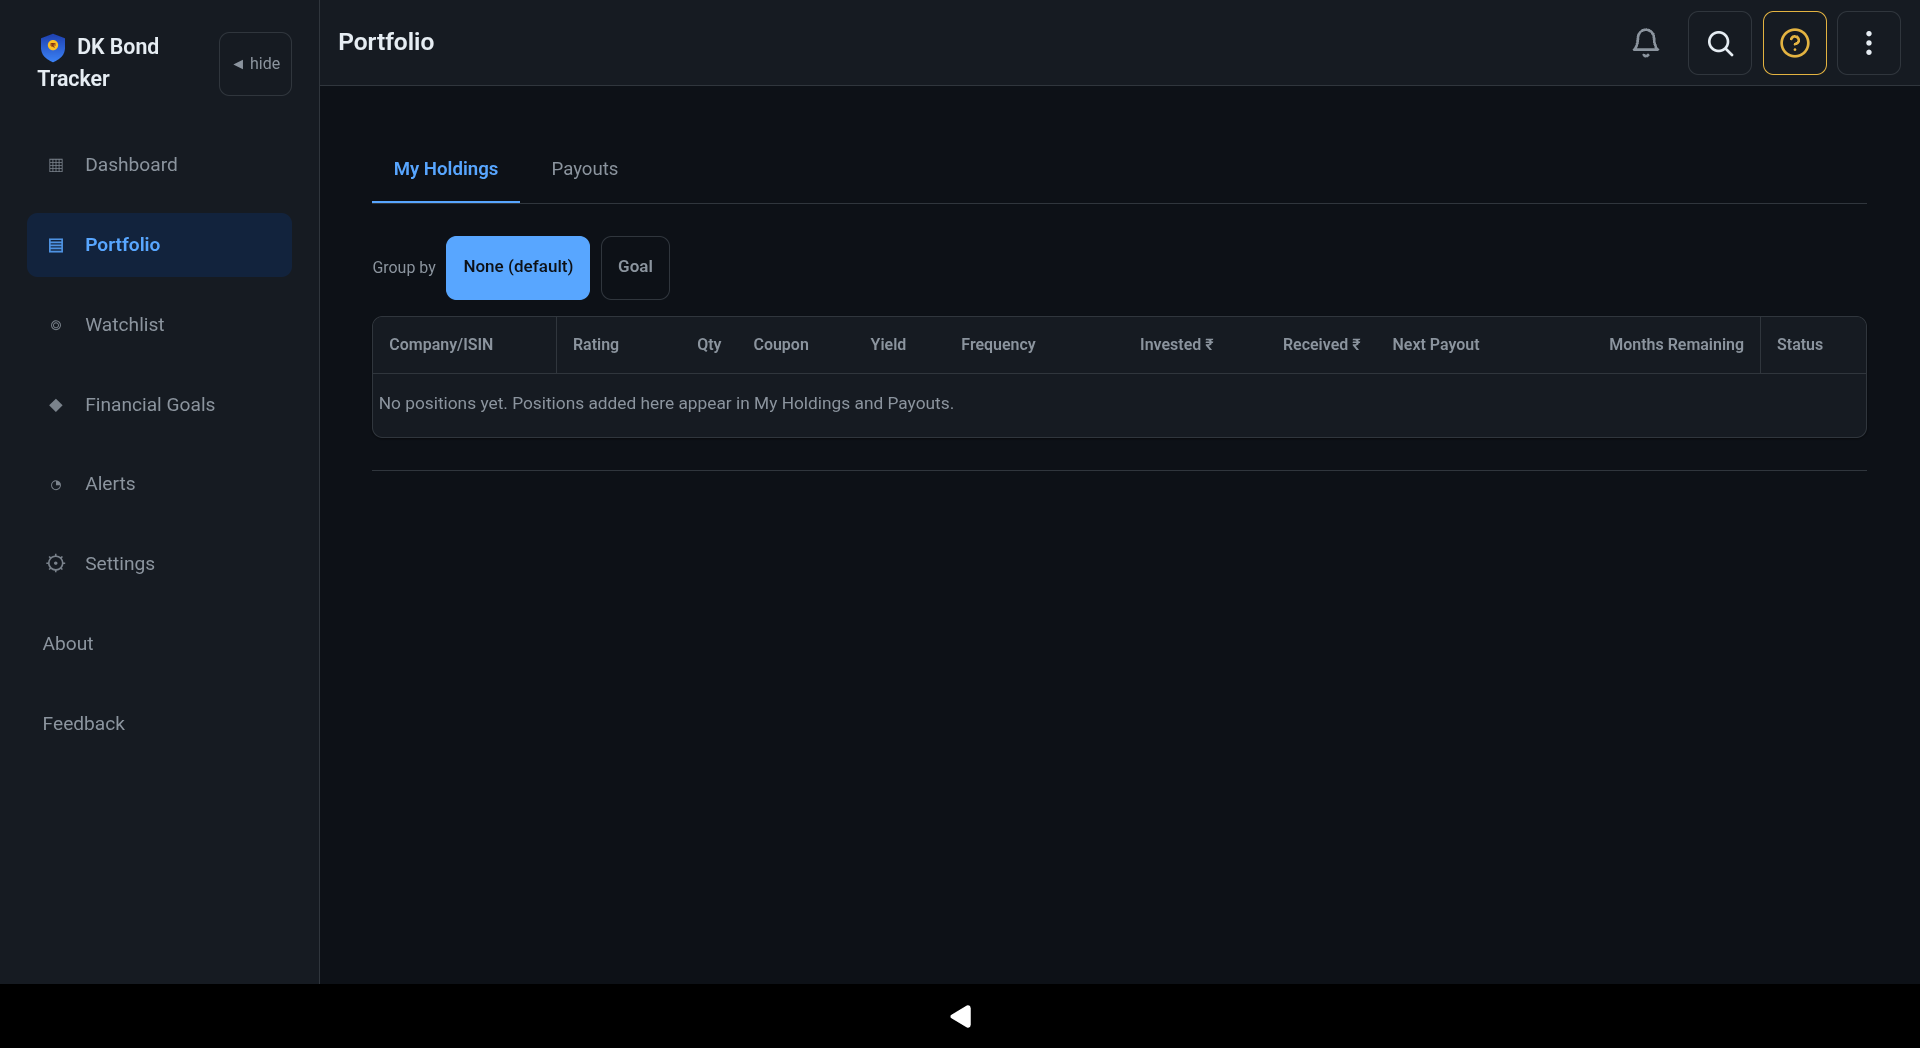 DK Bond
Tracker
◄ hide
Dashboard
Portfolio
Watchlist
Financial Goals
Alerts
Settings
About
Feedback
Portfolio
My Holdings Payouts
Group by None (default) Goal
Company/ISIN Rating Qty Coupon Yield Frequency Invested ₹ Received ₹ Next Payout Months Remaining Status
No positions yet. Positions added here appear in My Holdings and Payouts.